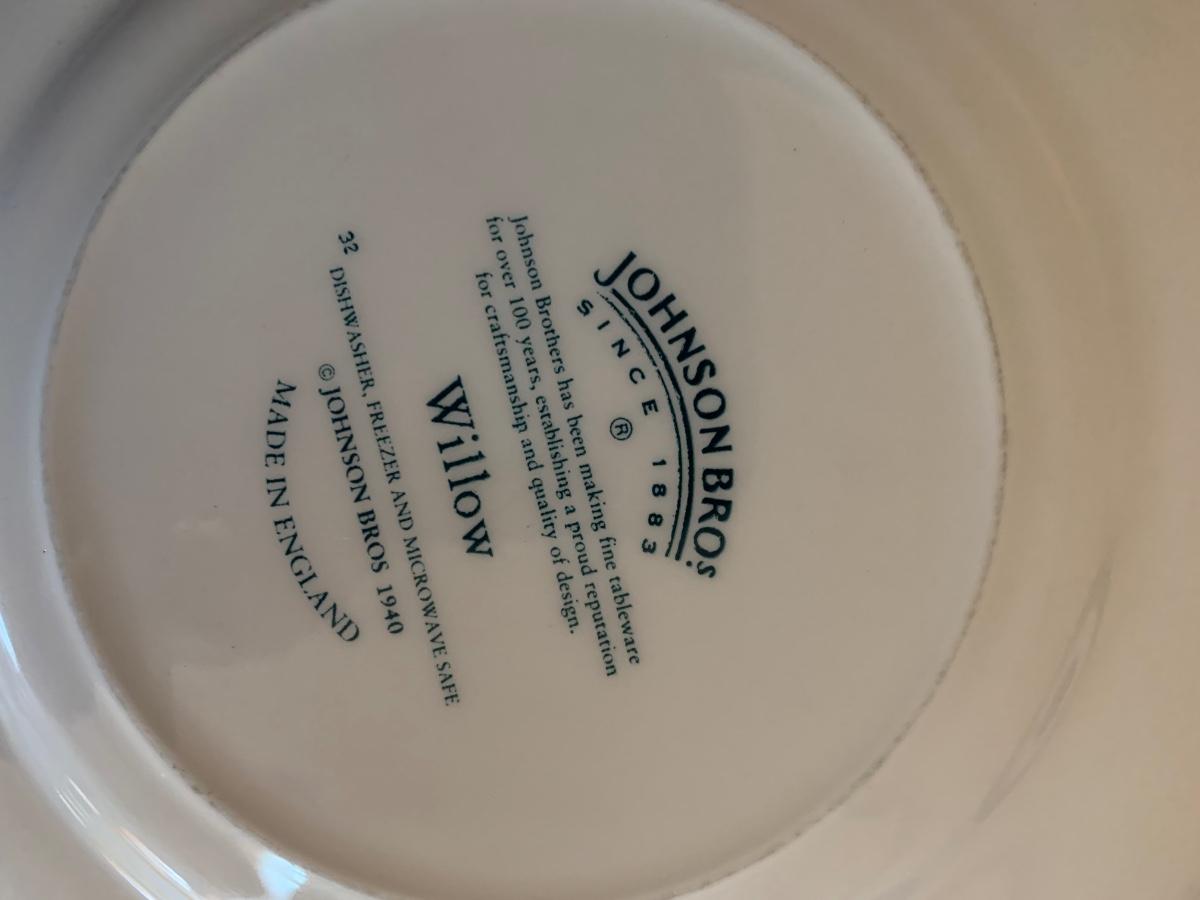 JOHNSON BROS
SINCE 1883
®
Johnson Brothers has been making fine tableware
for over 100 years, establishing a proud reputation
for craftsmanship and quality of design.
Willow
32 DISHWASHER, FREEZER AND MICROWAVE SAFE
© JOHNSON BROS 1940
MADE IN ENGLAND